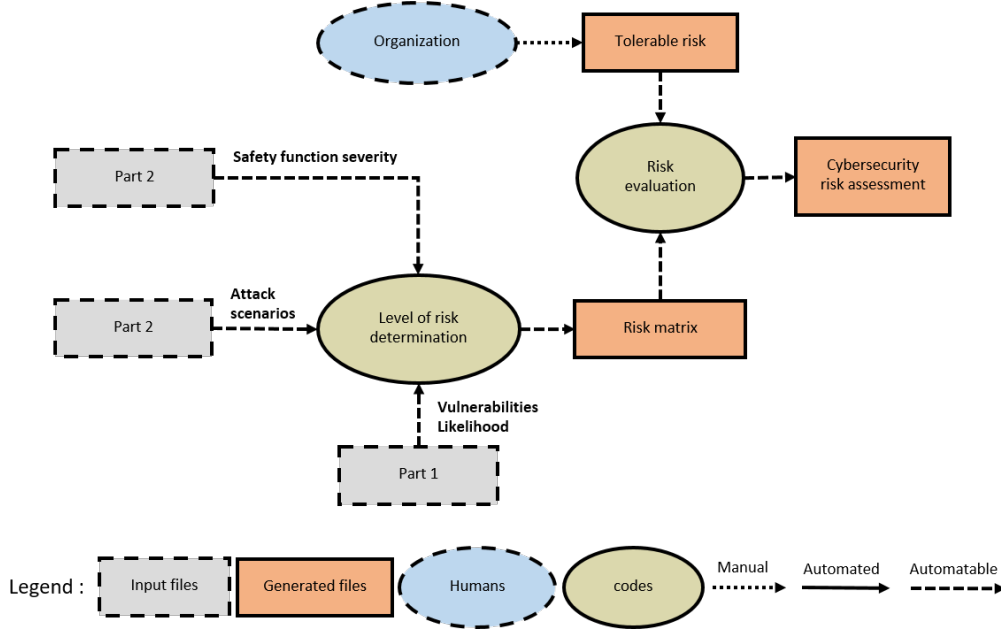 Organization
Tolerable risk
Safety function severity
Part 2
Risk
evaluation
Cybersecurity
risk assessment
Attack
scenarios
Part 2
Level of risk
determination
Risk matrix
Vulnerabilities
Likelihood
Part 1
Legend :
Input files
Generated files
Humans
codes
Manual
Automated
Automatable